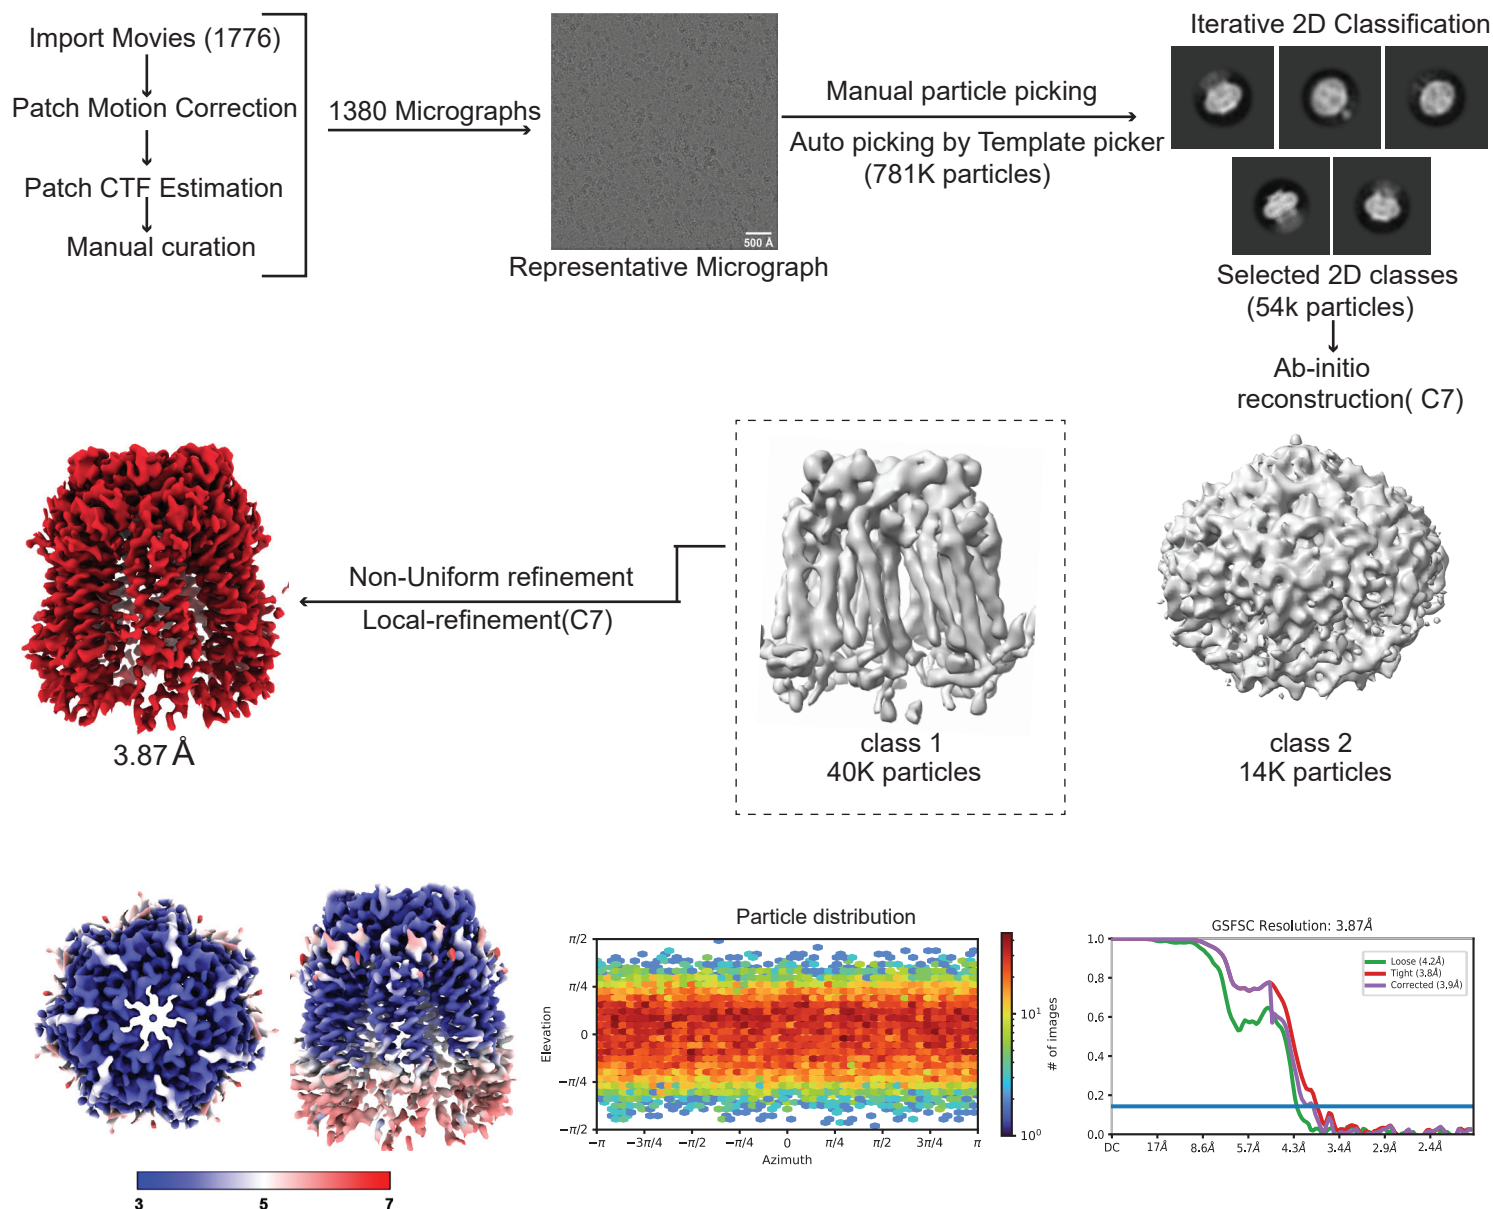 Import Movies (1776)
Patch Motion Correction
Patch CTF Estimation
Manual curation
1380 Micrographs
500 Å
Representative Micrograph
Manual particle picking
Auto picking by Template picker
(781K particles)
Iterative 2D Classification
Selected 2D classes
(54k particles)
Ab-initio
reconstruction( C7)
Non-Uniform refinement
Local-refinement(C7)
3.87 Å
class 1
40K particles
class 2
14K particles
3 5 7
Particle distribution
Elevation
π/2
π/4
0
−π/4
−π/2
−π −3π/4 −π/2 −π/4 0 π/4 π/2 3π/4 π
Azimuth
10¹
10⁰
# of images
GSFSC Resolution: 3.87Å
Loose (4.2Å)
Tight (3.8Å)
Corrected (3.9Å)
1.0
0.8
0.6
0.4
0.2
0.0
DC 17Å 8.6Å 5.7Å 4.3Å 3.4Å 2.9Å 2.4Å